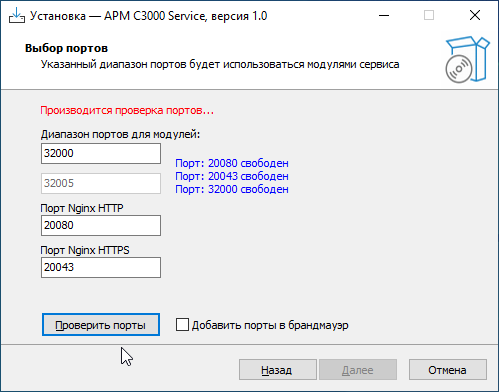 Установка — АРМ С3000 Service, версия 1.0
Выбор портов
Указанный диапазон портов будет использоваться модулями сервиса
Производится проверка портов...
Диапазон портов для модулей:
32000
Порт: 20080 свободен
Порт: 20043 свободен
32005
Порт: 32000 свободен
Порт Nginx HTTP
20080
Порт Nginx HTTPS
20043
Проверить порты
Добавить порты в брандмауэр
Назад
Далее
Отмена